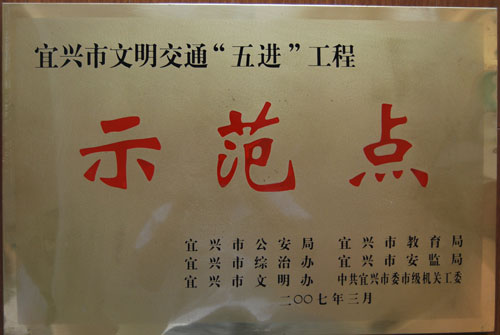 宜兴市文明交通“五进”工程
示范点
宜兴市公安局 宜兴市教育局
宜兴市综治办 宜兴市安监局
宜兴市文明办 中共宜兴市委市级机关工委
二〇〇七年三月